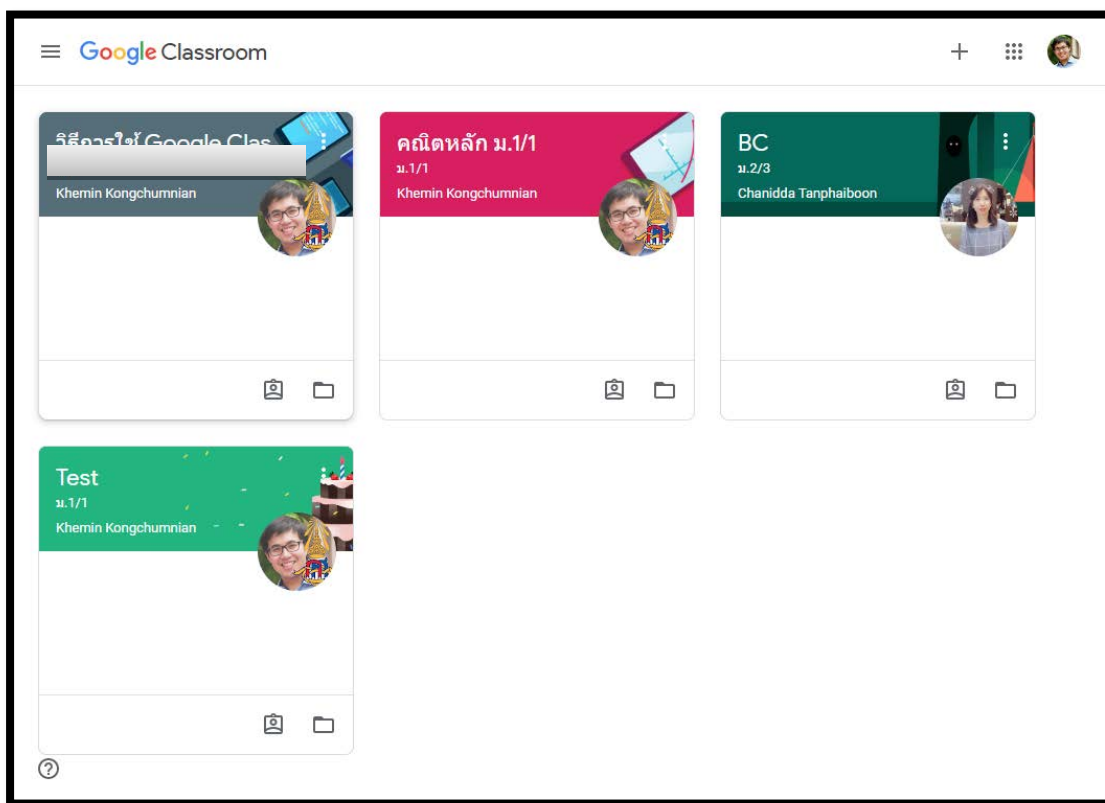 Google Classroom
วิธีการใช้ Google Clas
Khemin Kongchumnian
คณิตหลัก ม.1/1
ม.1/1
Khemin Kongchumnian
BC
ม.2/3
Chanidda Tanphaiboon
Test
ม.1/1
Khemin Kongchumnian